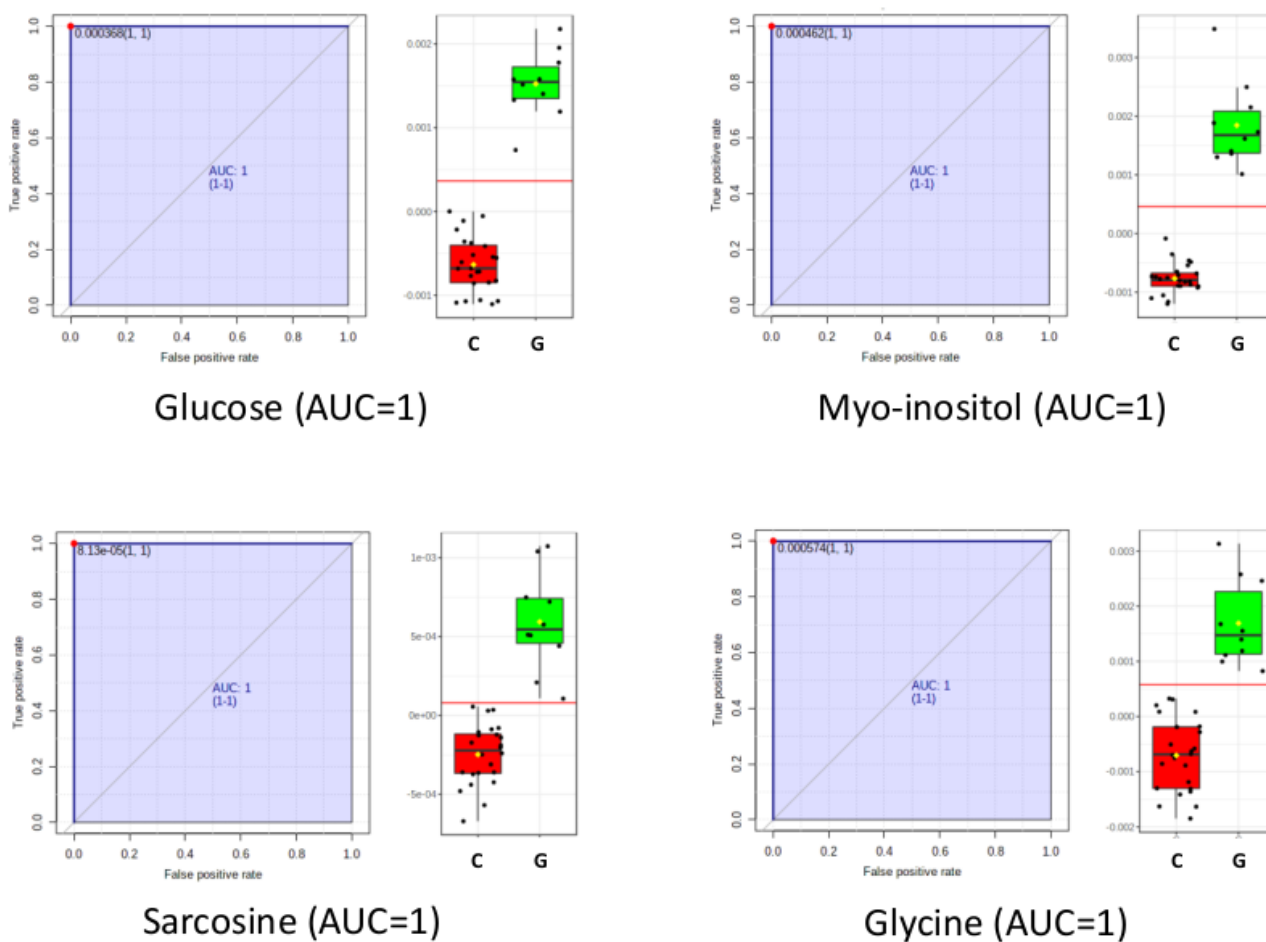 0.000368(1, 1)
AUC: 1
(1-1)
True positive rate
0.0
0.2
0.4
0.6
0.8
1.0
0.0 0.2 0.4 0.6 0.8 1.0
False positive rate
0.002
0.001
0.000
-0.001
C G
Glucose (AUC=1)
0.000462(1, 1)
AUC: 1
(1-1)
True positive rate
0.0
0.2
0.4
0.6
0.8
1.0
0.0 0.2 0.4 0.6 0.8 1.0
False positive rate
0.003
0.002
0.001
0.000
-0.001
C G
Myo-inositol (AUC=1)
8.13e-05(1, 1)
AUC: 1
(1-1)
True positive rate
0.0
0.2
0.4
0.6
0.8
1.0
0.0 0.2 0.4 0.6 0.8 1.0
False positive rate
1e-03
5e-04
0e+00
-5e-04
C G
Sarcosine (AUC=1)
0.000574(1, 1)
AUC: 1
(1-1)
True positive rate
0.0
0.2
0.4
0.6
0.8
1.0
0.0 0.2 0.4 0.6 0.8 1.0
False positive rate
0.003
0.002
0.001
0.000
-0.001
-0.002
C G
Glycine (AUC=1)